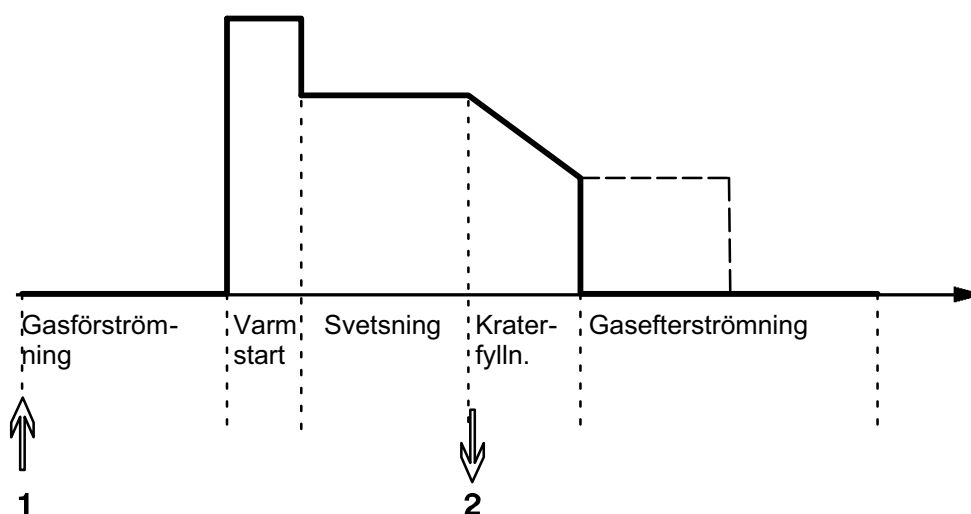 Gasförström-
ning
Varm
start
Svetsning
Krater-
fylln.
Gasefterströmning
1
2